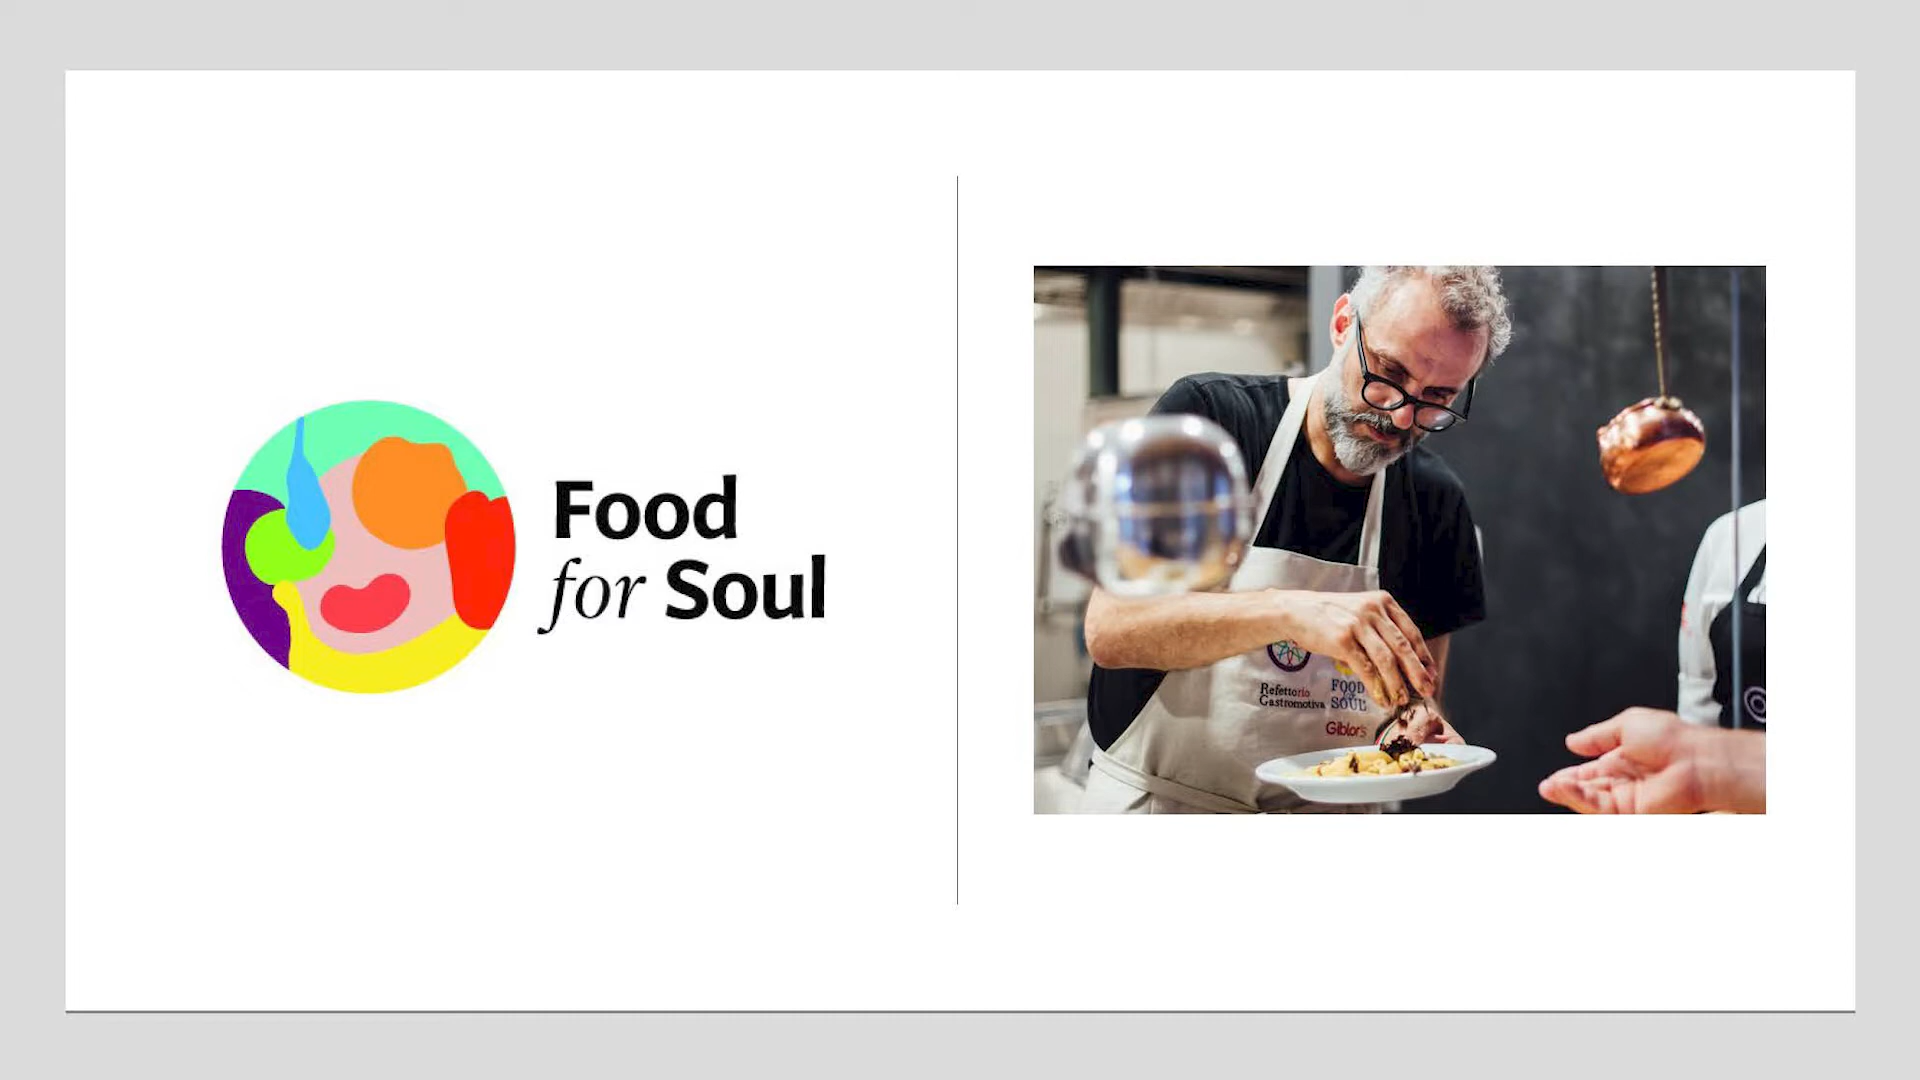 Food
for Soul
Refettorio
Gastromotiva
FOOD
SOUL
Giblor's